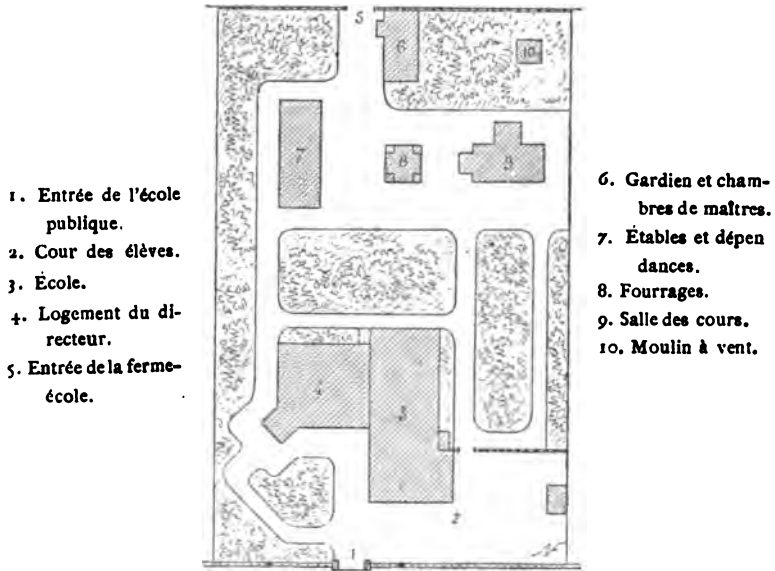 1. Entrée de l'école
publique.
2. Cour des élèves.
3. École.
4. Logement du di-
recteur.
5. Entrée de la ferme-
école.
5
6
10
7
8
9
4
3
2
1
6. Gardien et cham-
bres de maîtres.
7. Étables et dépen
dances.
8. Fourrages.
9. Salle des cours.
10. Moulin à vent.